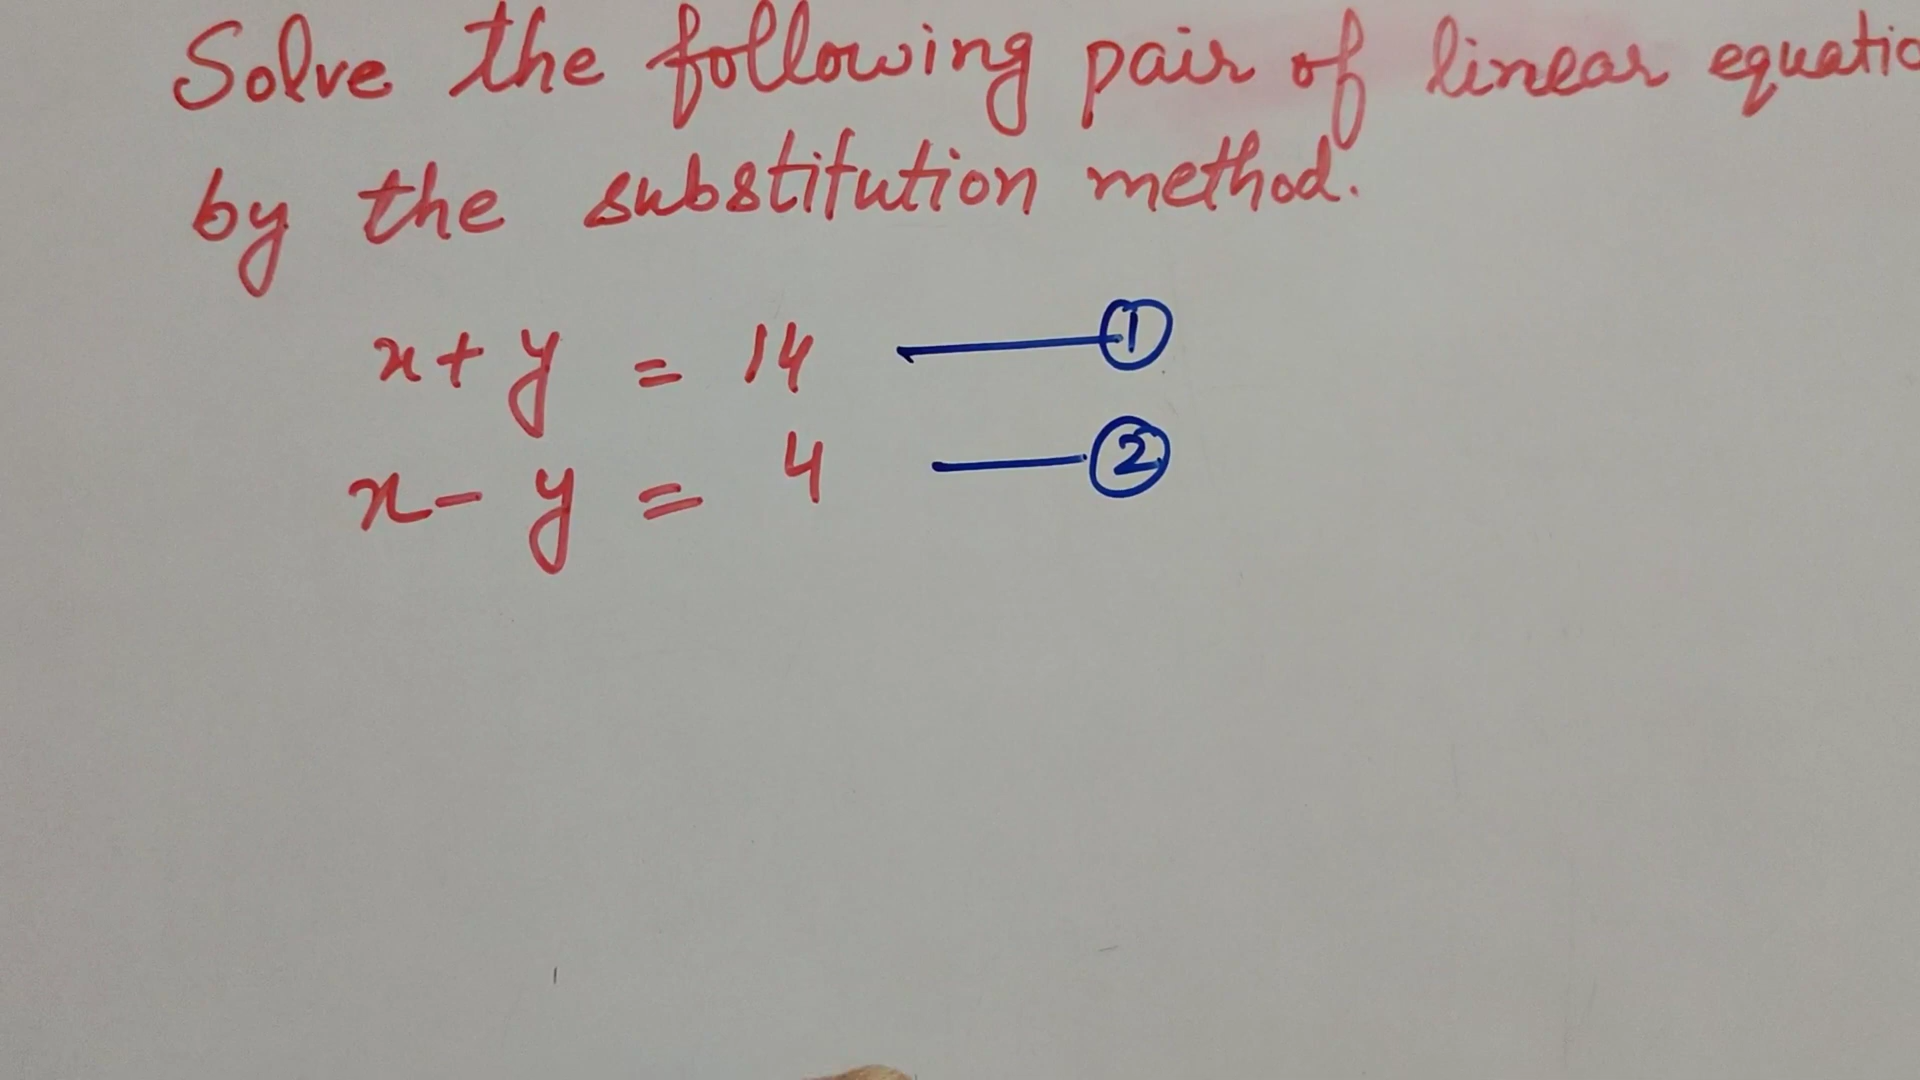 Solve the following pair of linear equatio
by the substitution method.
x + y = 14 ①
x - y = 4 ②